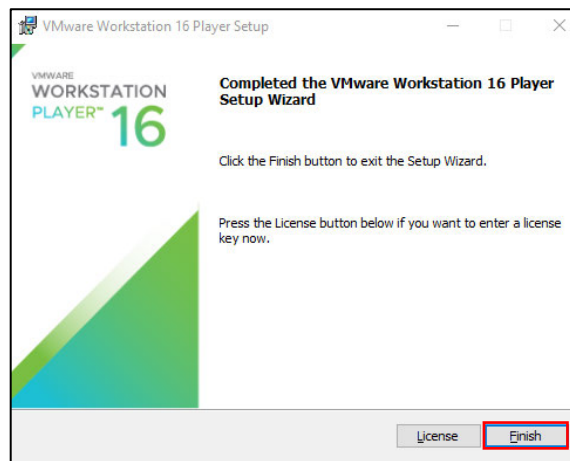 VMware Workstation 16 Player Setup
VMWARE
WORKSTATION
PLAYER™ 16
Completed the VMware Workstation 16 Player
Setup Wizard
Click the Finish button to exit the Setup Wizard.
Press the License button below if you want to enter a license
key now.
License
Finish